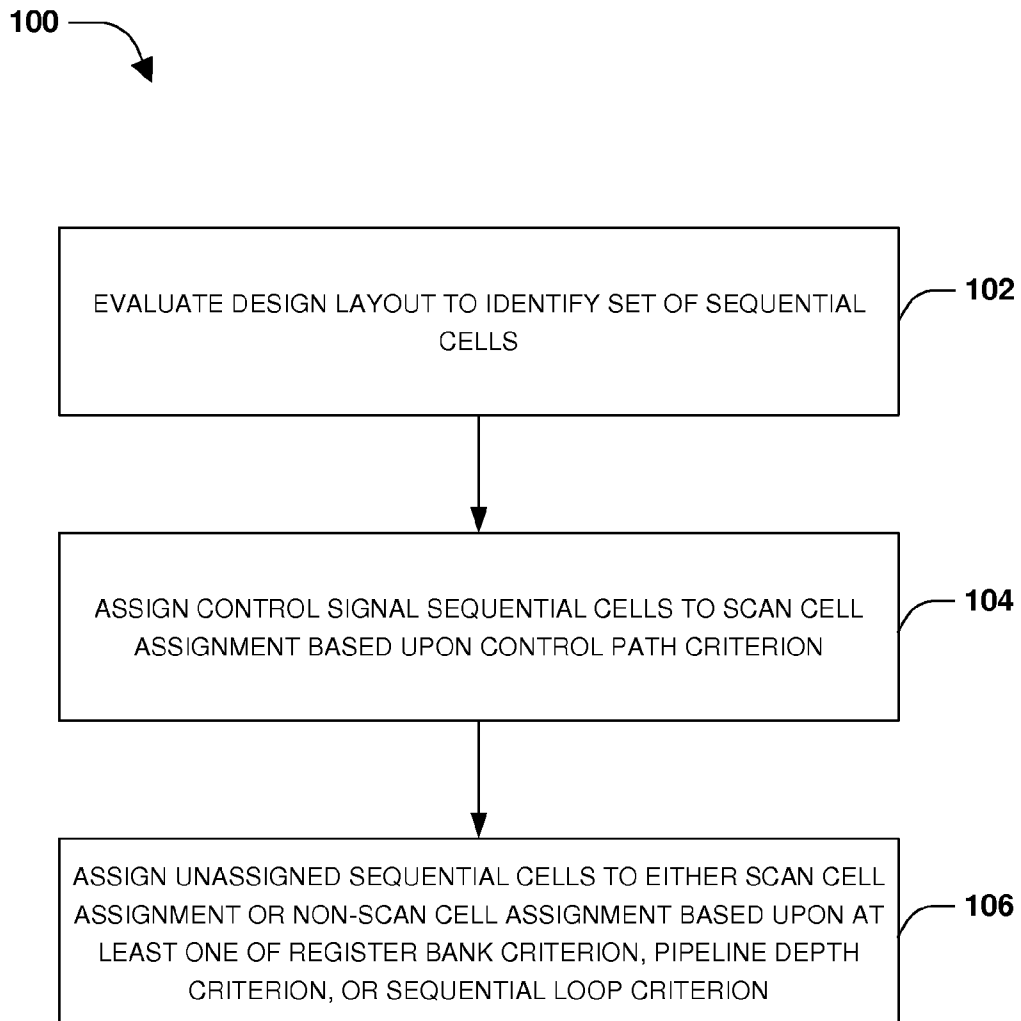 100
EVALUATE DESIGN LAYOUT TO IDENTIFY SET OF SEQUENTIAL
CELLS
102
ASSIGN CONTROL SIGNAL SEQUENTIAL CELLS TO SCAN CELL
ASSIGNMENT BASED UPON CONTROL PATH CRITERION
104
ASSIGN UNASSIGNED SEQUENTIAL CELLS TO EITHER SCAN CELL
ASSIGNMENT OR NON-SCAN CELL ASSIGNMENT BASED UPON AT
LEAST ONE OF REGISTER BANK CRITERION, PIPELINE DEPTH
CRITERION, OR SEQUENTIAL LOOP CRITERION
106